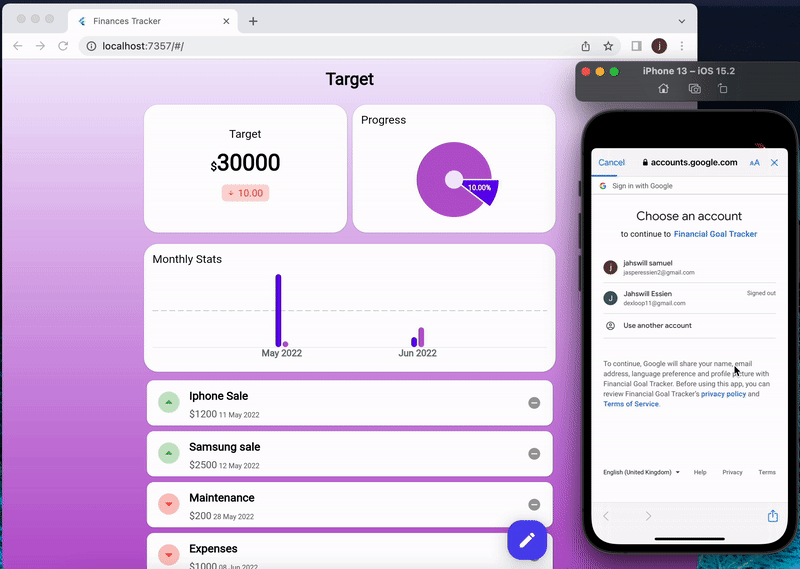 Finances Tracker
localhost:7357/#/
j
Target
Target
$30000
10.00
Progress
10.00%
Monthly Stats
May 2022
Jun 2022
Iphone Sale
$1200 11 May 2022
Samsung sale
$2500 12 May 2022
Maintenance
$200 28 May 2022
Expenses
$1000 08 Jun 2022
iPhone 13 – iOS 15.2
Cancel
accounts.google.com
AA
Sign in with Google
Choose an account
to continue to Financial Goal Tracker
j
jahswill samuel
jasperessien2@gmail.com
J
Jahswill Essien
Signed out
dexloop11@gmail.com
Use another account
To continue, Google will share your name, email
address, language preference and profile picture with
Financial Goal Tracker. Before using this app, you can
review Financial Goal Tracker's privacy policy and
Terms of Service.
English (United Kingdom)
Help
Privacy
Terms